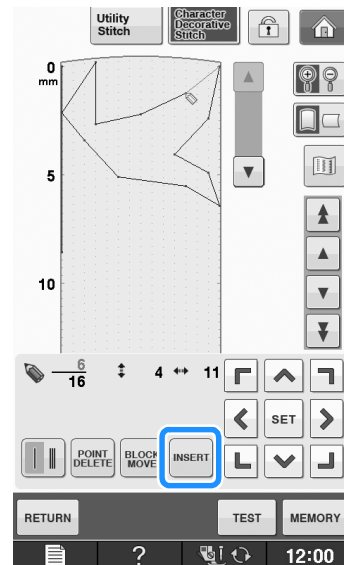 Utility
Stitch
Character
Decorative
Stitch
0
mm
5
10
6
16
4
11
SET
POINT
DELETE
BLOCK
MOVE
INSERT
RETURN
TEST
MEMORY
?
12:00